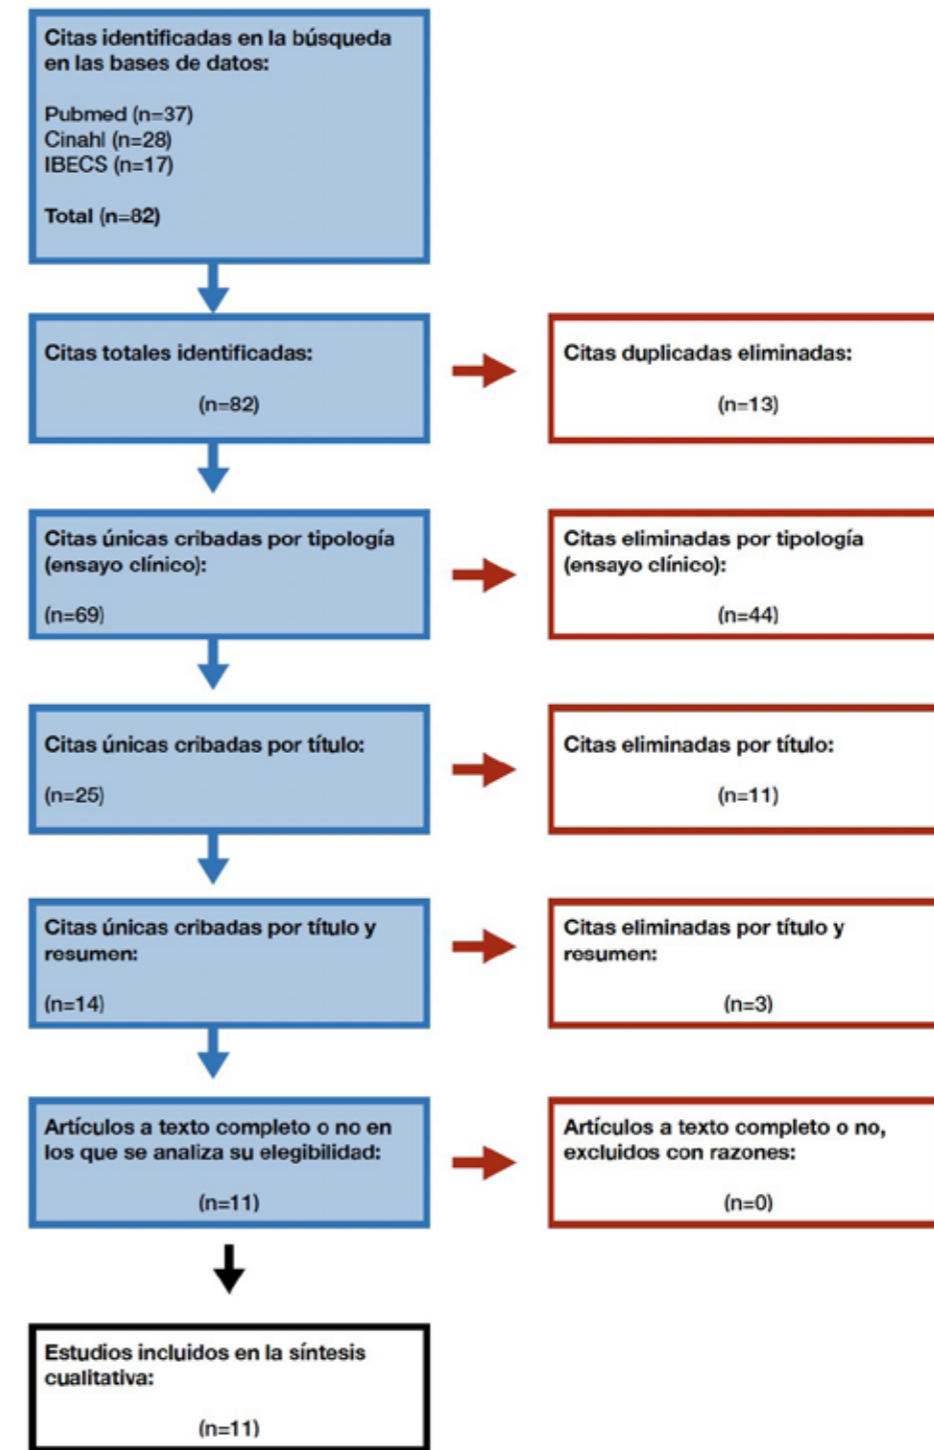 Citas identificadas en la búsqueda
en las bases de datos:
Pubmed (n=37)
Cinahl (n=28)
IBECS (n=17)
Total (n=82)
Citas totales identificadas:
(n=82)
Citas duplicadas eliminadas:
(n=13)
Citas únicas cribadas por tipología
(ensayo clínico):
(n=69)
Citas eliminadas por tipología
(ensayo clínico):
(n=44)
Citas únicas cribadas por título:
(n=25)
Citas eliminadas por título:
(n=11)
Citas únicas cribadas por título y
resumen:
(n=14)
Citas eliminadas por título y
resumen:
(n=3)
Artículos a texto completo o no en
los que se analiza su elegibilidad:
(n=11)
Artículos a texto completo o no,
excluidos con razones:
(n=0)
Estudios incluidos en la síntesis
cualitativa:
(n=11)